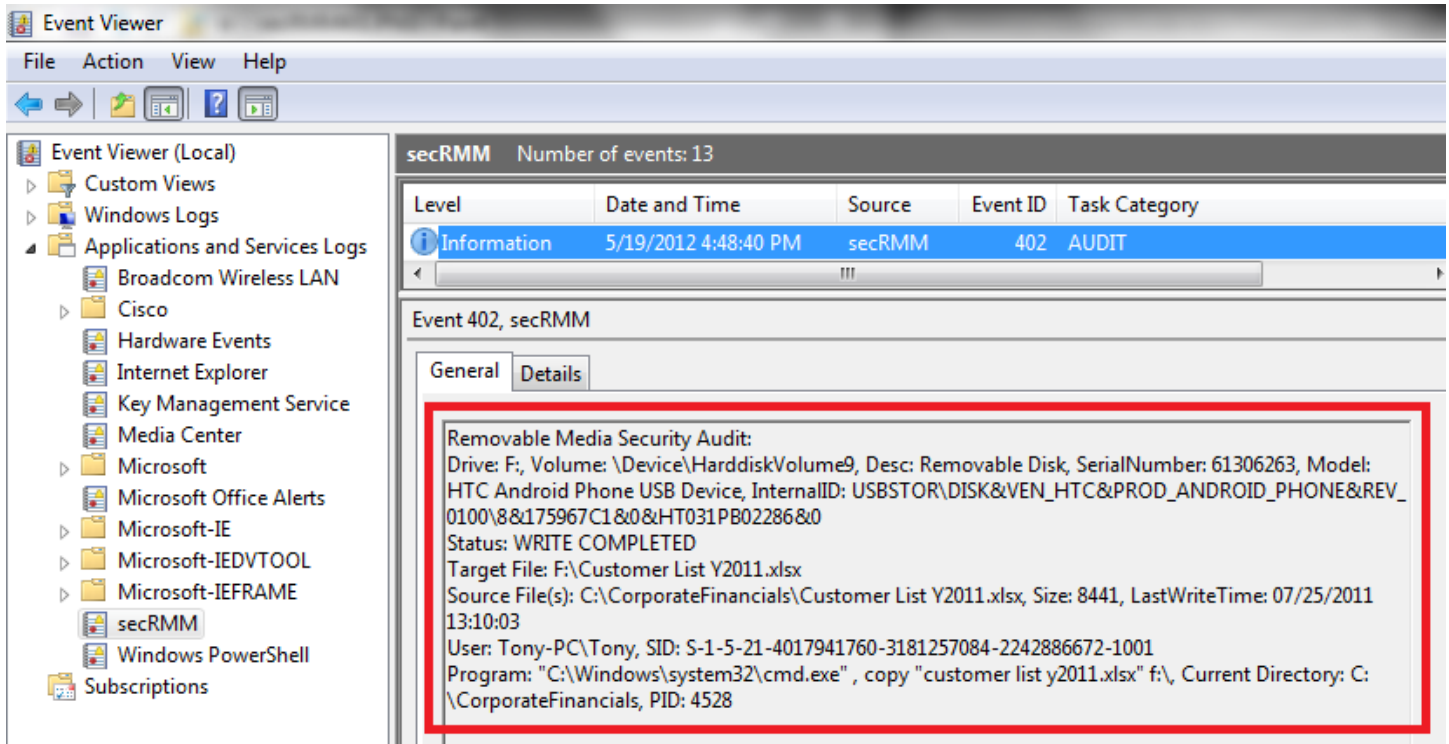 Event Viewer
File Action View Help
Event Viewer (Local)
Custom Views
Windows Logs
Applications and Services Logs
Broadcom Wireless LAN
Cisco
Hardware Events
Internet Explorer
Key Management Service
Media Center
Microsoft
Microsoft Office Alerts
Microsoft-IE
Microsoft-IEDVTOOL
Microsoft-IEFRAME
secRMM
Windows PowerShell
Subscriptions
secRMM Number of events: 13
Level Date and Time Source Event ID Task Category
Information 5/19/2012 4:48:40 PM secRMM 402 AUDIT
Event 402, secRMM
General Details
Removable Media Security Audit:
Drive: F:, Volume: \Device\HarddiskVolume9, Desc: Removable Disk, SerialNumber: 61306263, Model:
HTC Android Phone USB Device, InternalID: USBSTOR\DISK&VEN_HTC&PROD_ANDROID_PHONE&REV_
0100\8&175967C1&0&HT031PB02286&0
Status: WRITE COMPLETED
Target File: F:\Customer List Y2011.xlsx
Source File(s): C:\CorporateFinancials\Customer List Y2011.xlsx, Size: 8441, LastWriteTime: 07/25/2011
13:10:03
User: Tony-PC\Tony, SID: S-1-5-21-4017941760-3181257084-2242886672-1001
Program: "C:\Windows\system32\cmd.exe" , copy "customer list y2011.xlsx" f:\, Current Directory: C:
\CorporateFinancials, PID: 4528